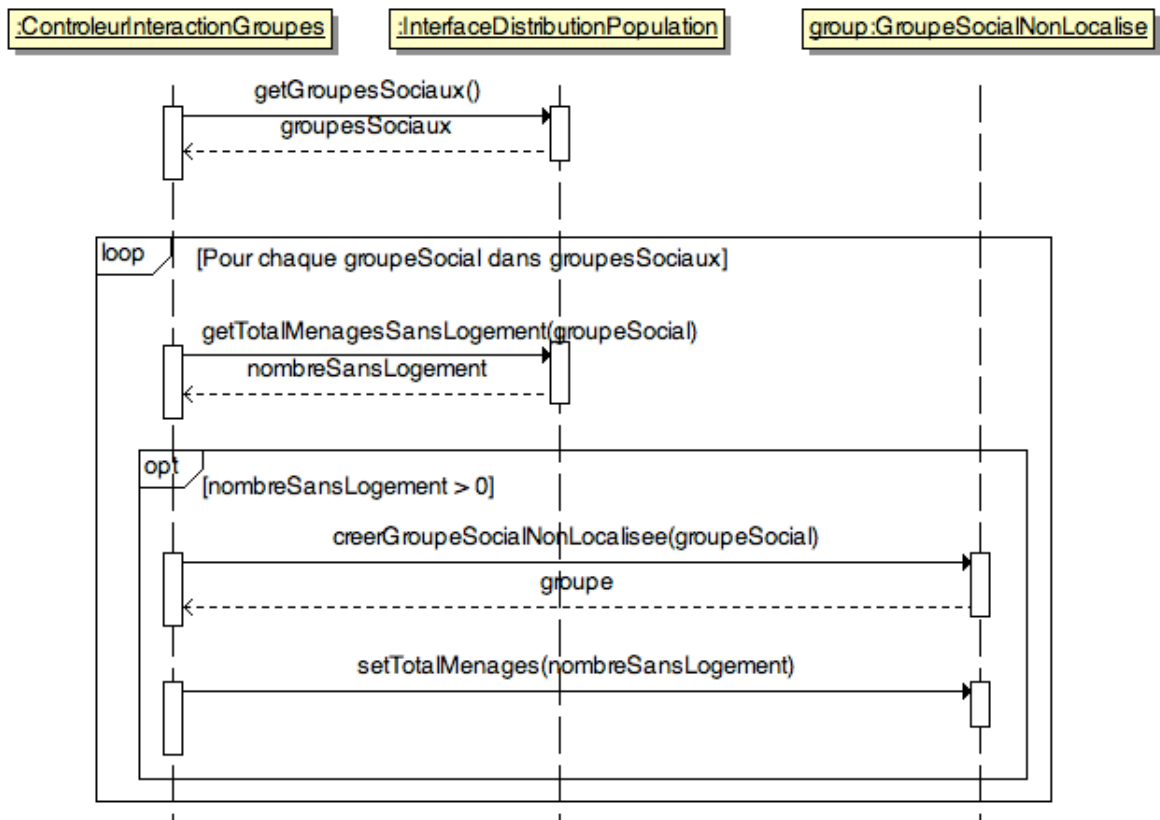 :ControleurInteractionGroupes
:InterfaceDistributionPopulation
group:GroupeSocialNonLocalise
getGroupesSociaux()
groupesSociaux
loop
[Pour chaque groupeSocial dans groupesSociaux]
getTotalMenagesSansLogement(groupeSocial)
nombreSansLogement
opt
[nombreSansLogement > 0]
creerGroupeSocialNonLocalisee(groupeSocial)
groupe
setTotalMenages(nombreSansLogement)